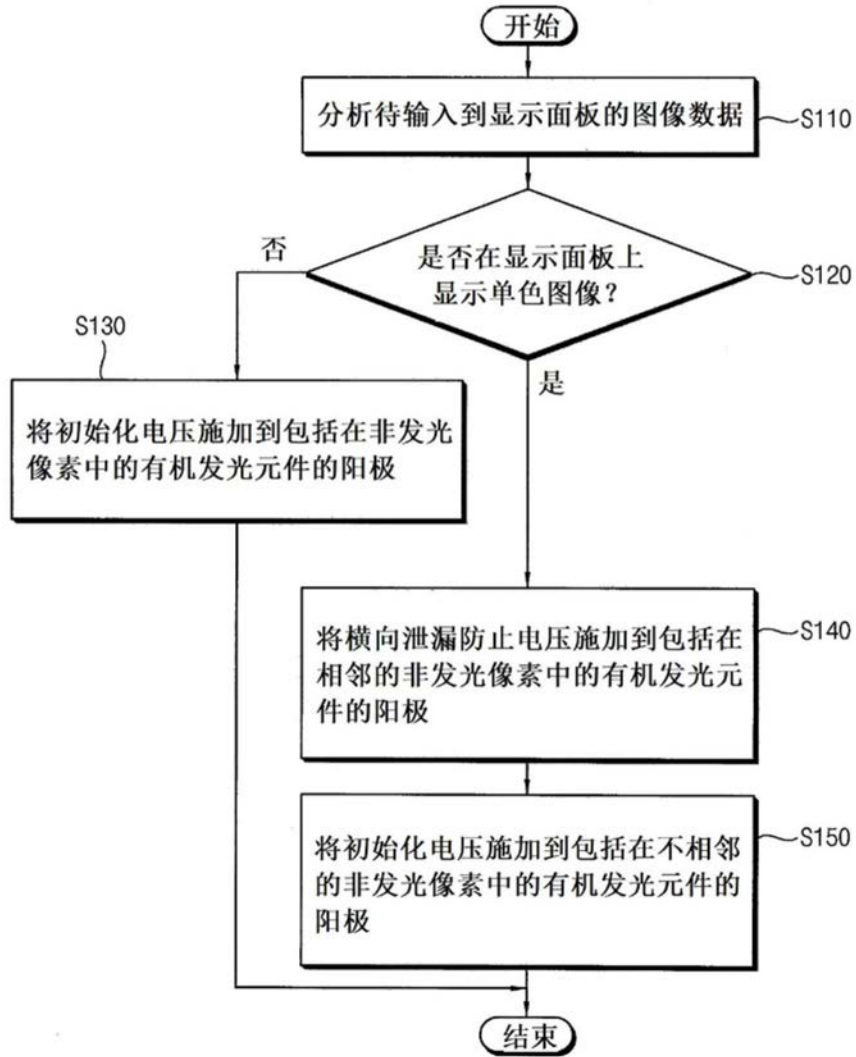 开始
分析待输入到显示面板的图像数据
S110
是否在显示面板上
显示单色图像?
S120
否
是
S130
将初始化电压施加到包括在非发光
像素中的有机发光元件的阳极
将横向泄漏防止电压施加到包括在
相邻的非发光像素中的有机发光元
件的阳极
S140
将初始化电压施加到包括在不相邻
的非发光像素中的有机发光元件的
阳极
S150
结束